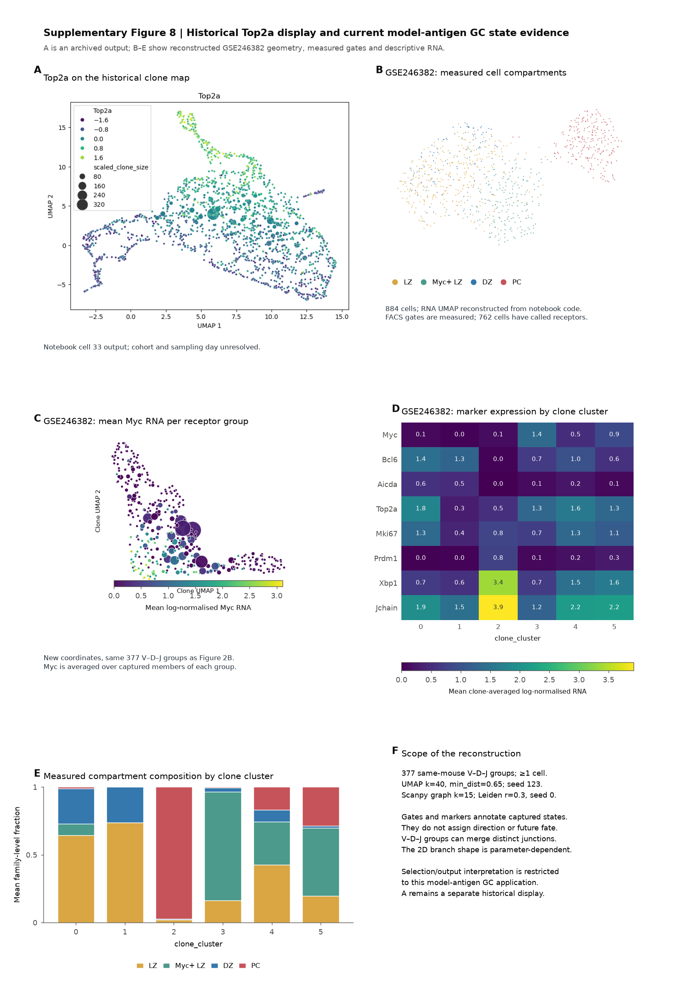 Supplementary Figure 8 | Historical Top2a display and current model-antigen GC state evidence
A is an archived output; B–E show reconstructed GSE246382 geometry, measured gates and descriptive RNA.
A
Top2a on the historical clone map
Top2a
Top2a
−1.6
−0.8
0.0
0.8
1.6
scaled_clone_size
80
160
240
320
15
10
5
0
−5
UMAP 2
−2.5 0.0 2.5 5.0 7.5 10.0 12.5 15.0
UMAP 1
Notebook cell 33 output; cohort and sampling day unresolved.
B
GSE246382: measured cell compartments
LZ Myc+ LZ DZ PC
884 cells; RNA UMAP reconstructed from notebook code.
FACS gates are measured; 762 cells have called receptors.
C
GSE246382: mean Myc RNA per receptor group
Clone UMAP 2
Clone UMAP 1
0.0 0.5 1.0 1.5 2.0 2.5 3.0
Mean log-normalised Myc RNA
New coordinates, same 377 V–D–J groups as Figure 2B.
Myc is averaged over captured members of each group.
D
GSE246382: marker expression by clone cluster
Myc 0.1 0.0 0.1 1.4 0.5 0.9
Bcl6 1.4 1.3 0.0 0.7 1.0 0.6
Aicda 0.6 0.5 0.0 0.1 0.2 0.1
Top2a 1.8 0.3 0.5 1.3 1.6 1.3
Mki67 1.3 0.4 0.8 0.7 1.3 1.1
Prdm1 0.0 0.0 0.8 0.1 0.2 0.3
Xbp1 0.7 0.6 3.4 0.7 1.5 1.6
Jchain 1.9 1.5 3.9 1.2 2.2 2.2
0 1 2 3 4 5
clone_cluster
0.0 0.5 1.0 1.5 2.0 2.5 3.0 3.5
Mean clone-averaged log-normalised RNA
E
Measured compartment composition by clone cluster
1
0.5
0
Mean family-level fraction
0 1 2 3 4 5
clone_cluster
LZ Myc+ LZ DZ PC
F
Scope of the reconstruction
377 same-mouse V–D–J groups; ≥1 cell.
UMAP k=40, min_dist=0.65; seed 123.
Scanpy graph k=15; Leiden r=0.3, seed 0.
Gates and markers annotate captured states.
They do not assign direction or future fate.
V–D–J groups can merge distinct junctions.
The 2D branch shape is parameter-dependent.
Selection/output interpretation is restricted
to this model-antigen GC application.
A remains a separate historical display.